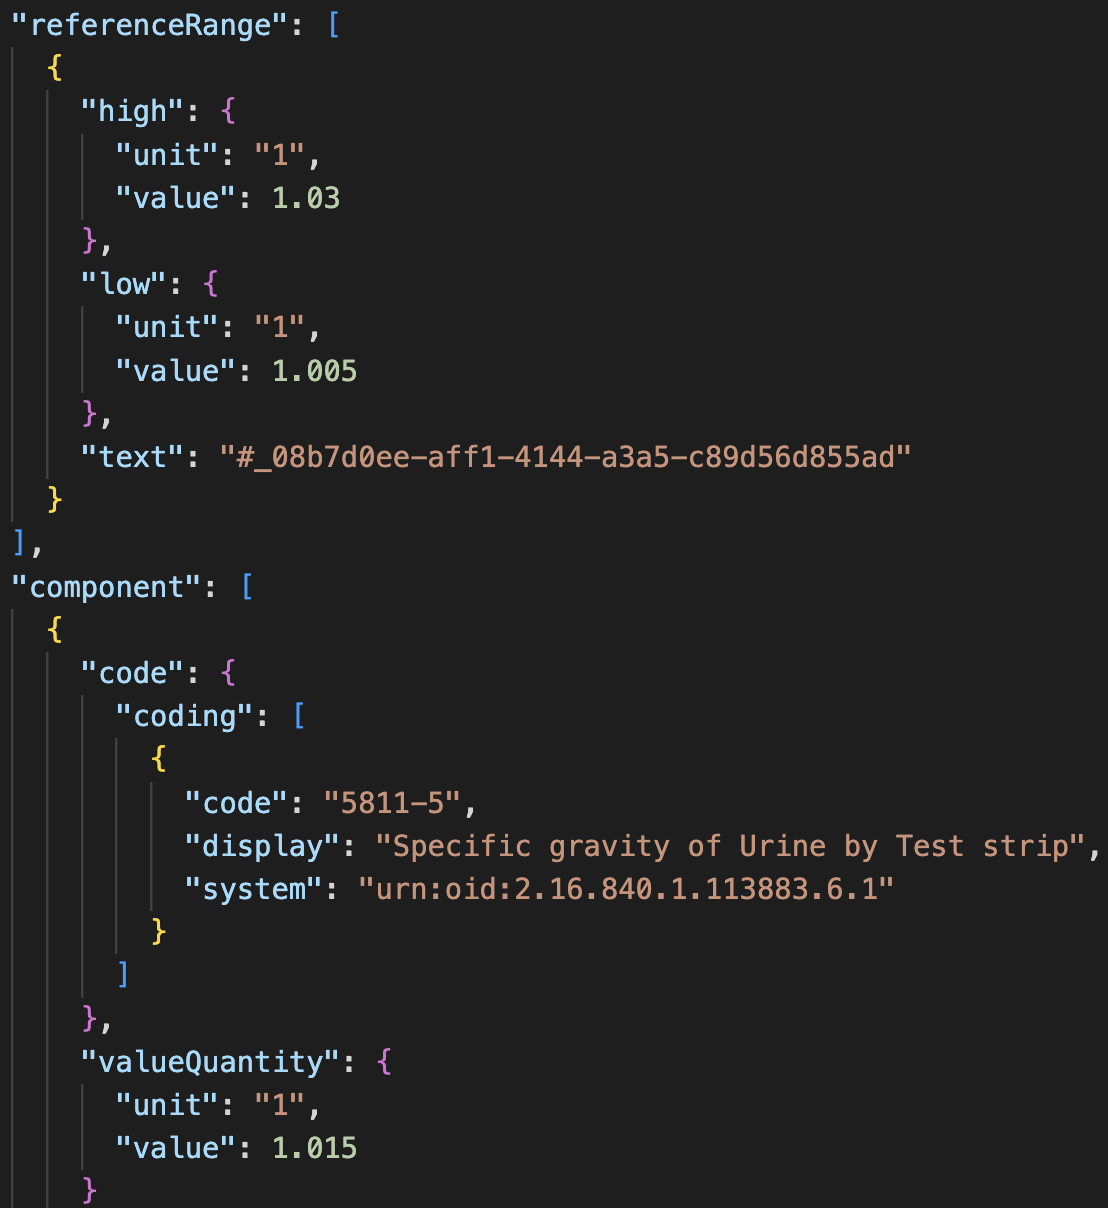 "referenceRange": [
  {
    "high": {
      "unit": "1",
      "value": 1.03
    },
    "low": {
      "unit": "1",
      "value": 1.005
    },
    "text": "#_08b7d0ee-aff1-4144-a3a5-c89d56d855ad"
  }
],
"component": [
  {
    "code": {
      "coding": [
        {
          "code": "5811-5",
          "display": "Specific gravity of Urine by Test strip",
          "system": "urn:oid:2.16.840.1.113883.6.1"
        }
      ]
    },
    "valueQuantity": {
      "unit": "1",
      "value": 1.015
    }